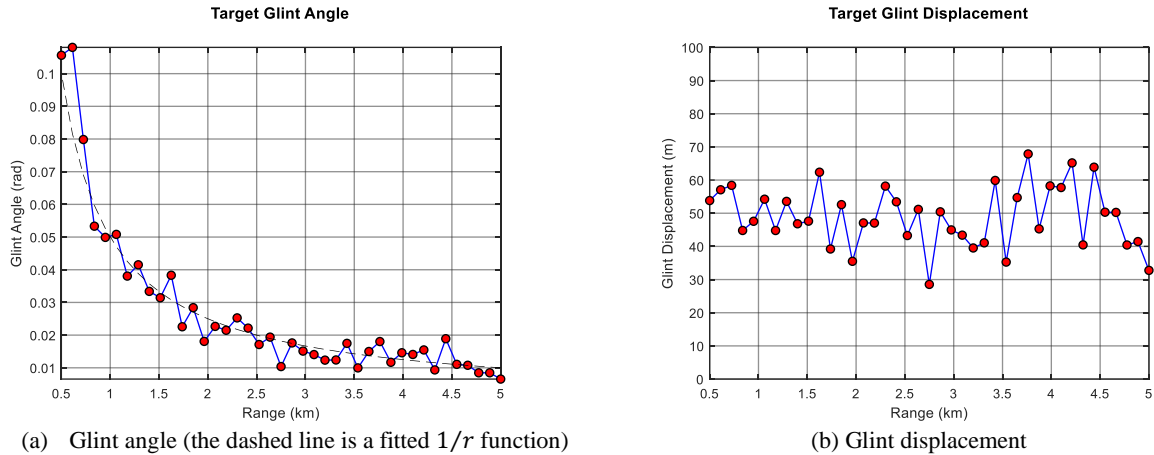 Target Glint Angle
0.1
0.09
0.08
0.07
0.06
0.05
0.04
0.03
0.02
0.01
Glint Angle (rad)
0.5 1 1.5 2 2.5 3 3.5 4 4.5 5
Range (km)
(a) Glint angle (the dashed line is a fitted 1/r function)
Target Glint Displacement
100
90
80
70
60
50
40
30
20
10
0
Glint Displacement (m)
0.5 1 1.5 2 2.5 3 3.5 4 4.5 5
Range (km)
(b) Glint displacement